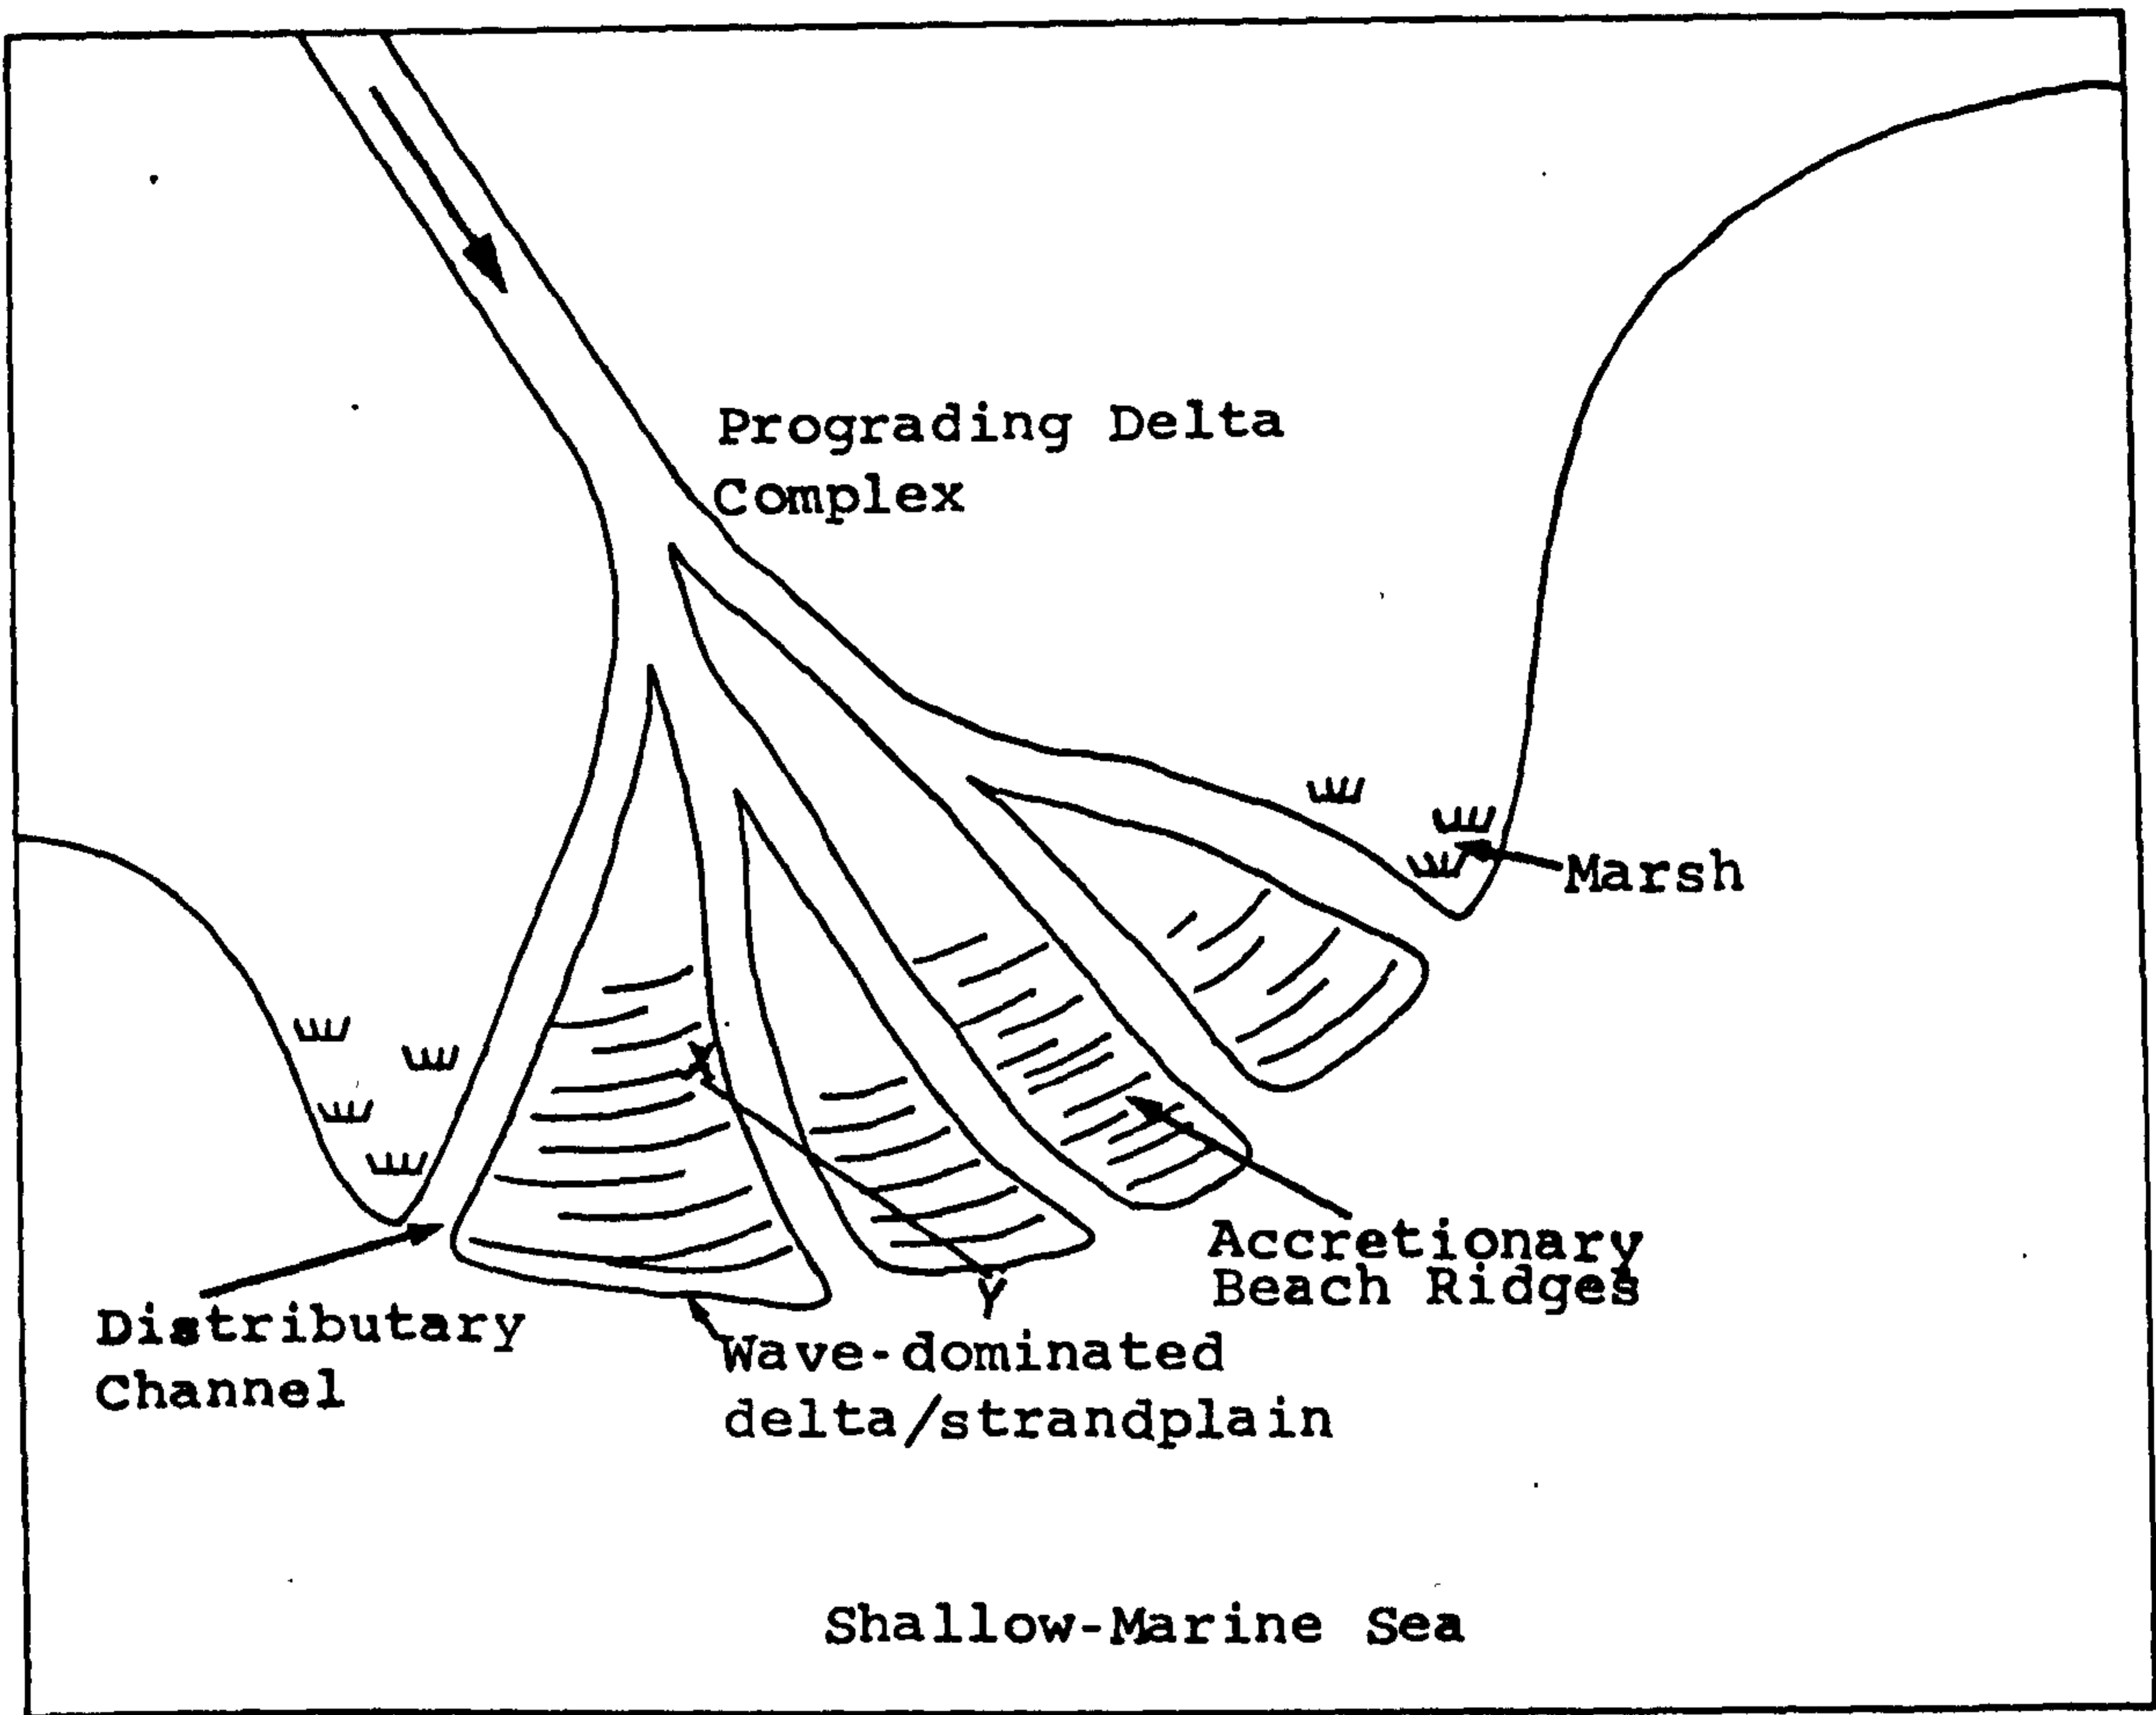 Prograding Delta
Complex
Marsh
X
Accretionary
Beach Ridges
Y
Distributary
Channel
Wave-dominated
delta/strandplain
Shallow-Marine Sea